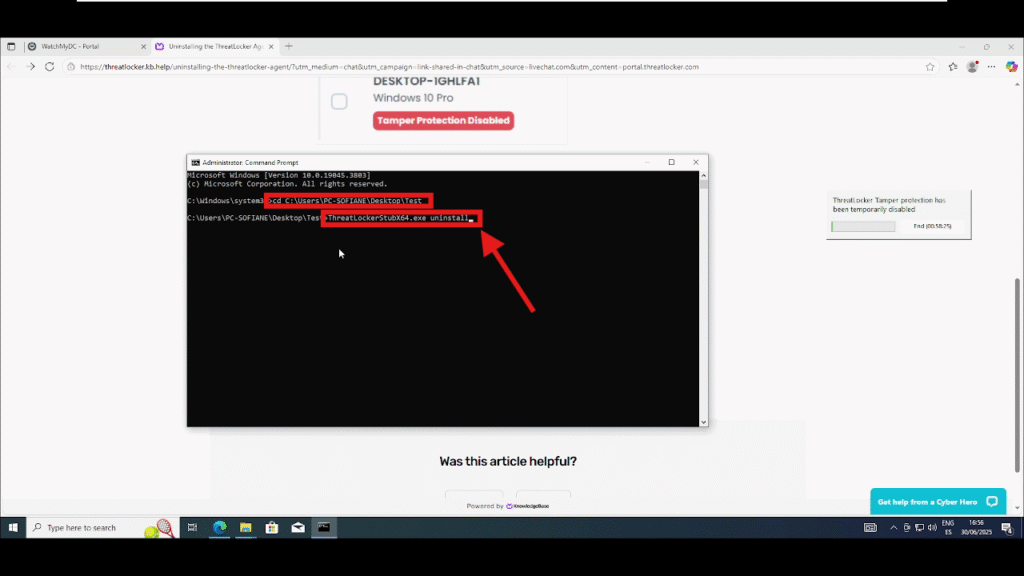 WatchMyDC - Portal
Uninstalling the ThreatLocker Age
https://threatlocker.kb.help/uninstalling-the-threatlocker-agent/?utm_medium=chat&utm_campaign=link-shared-in-chat&utm_source=livechat.com&utm_content=portal.threatlocker.com
DESKTOP-1GHLFA1
Windows 10 Pro
Tamper Protection Disabled
Administrator: Command Prompt
Microsoft Windows [Version 10.0.19045.3803]
(c) Microsoft Corporation. All rights reserved.
C:\Windows\system32>cd C:\Users\PC-SOFIANE\Desktop\Test
C:\Users\PC-SOFIANE\Desktop\Test>ThreatLockerStubX64.exe uninstall_
ThreatLocker Tamper protection has
been temporarily disabled
End (00:58:25)
Was this article helpful?
Powered by KnowledgeBase
Get help from a Cyber Hero
Type here to search
ENG
ES
16:56
30/06/2025
4